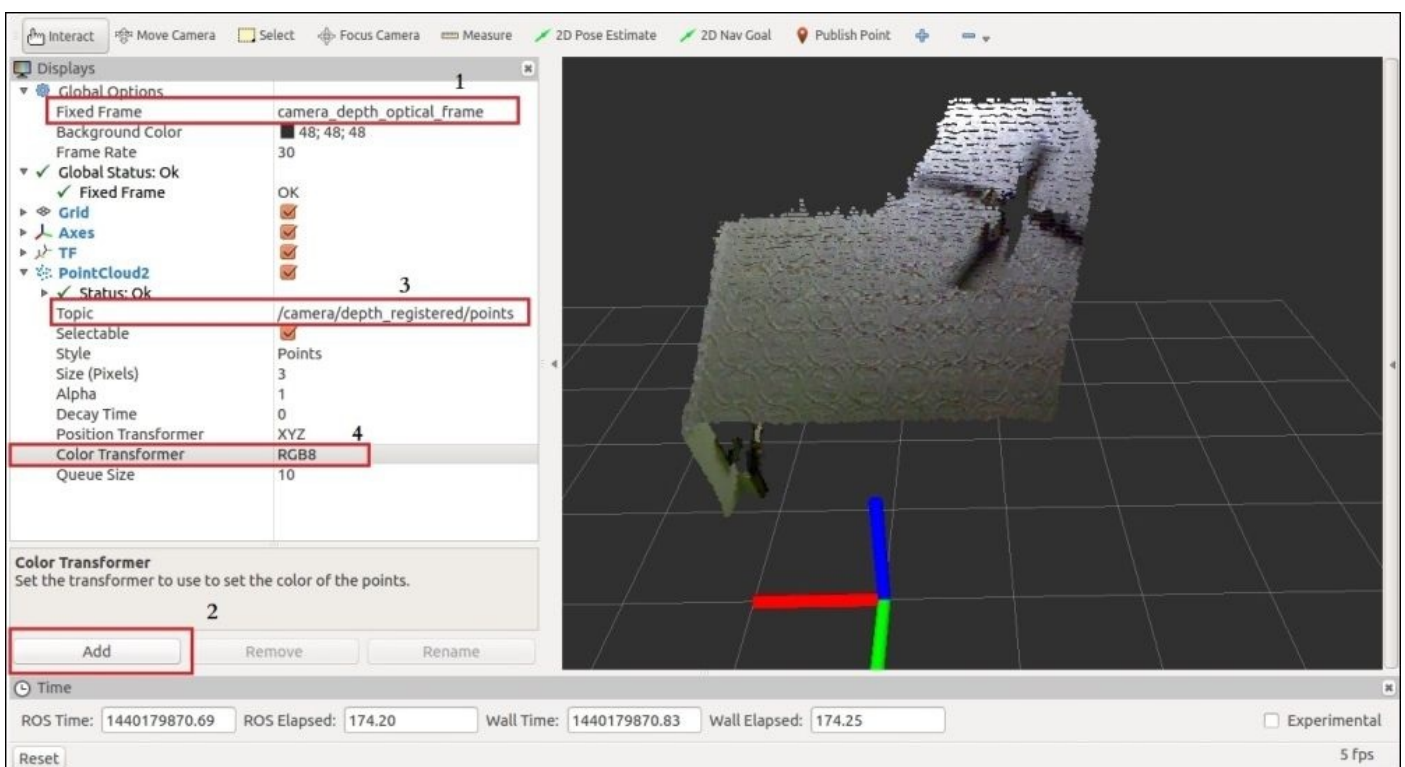 Interact Move Camera Select Focus Camera Measure 2D Pose Estimate 2D Nav Goal Publish Point
Displays
1
Global Options
Fixed Frame camera_depth_optical_frame
Background Color 48; 48; 48
Frame Rate 30
Global Status: Ok
Fixed Frame OK
Grid
Axes
TF
PointCloud2
Status: Ok
3
Topic /camera/depth_registered/points
Selectable
Style Points
Size (Pixels) 3
Alpha 1
Decay Time 0
Position Transformer XYZ
4
Color Transformer RGB8
Queue Size 10
Color Transformer
Set the transformer to use to set the color of the points.
2
Add Remove Rename
Time
ROS Time: 1440179870.69 ROS Elapsed: 174.20 Wall Time: 1440179870.83 Wall Elapsed: 174.25 Experimental
Reset 5 fps